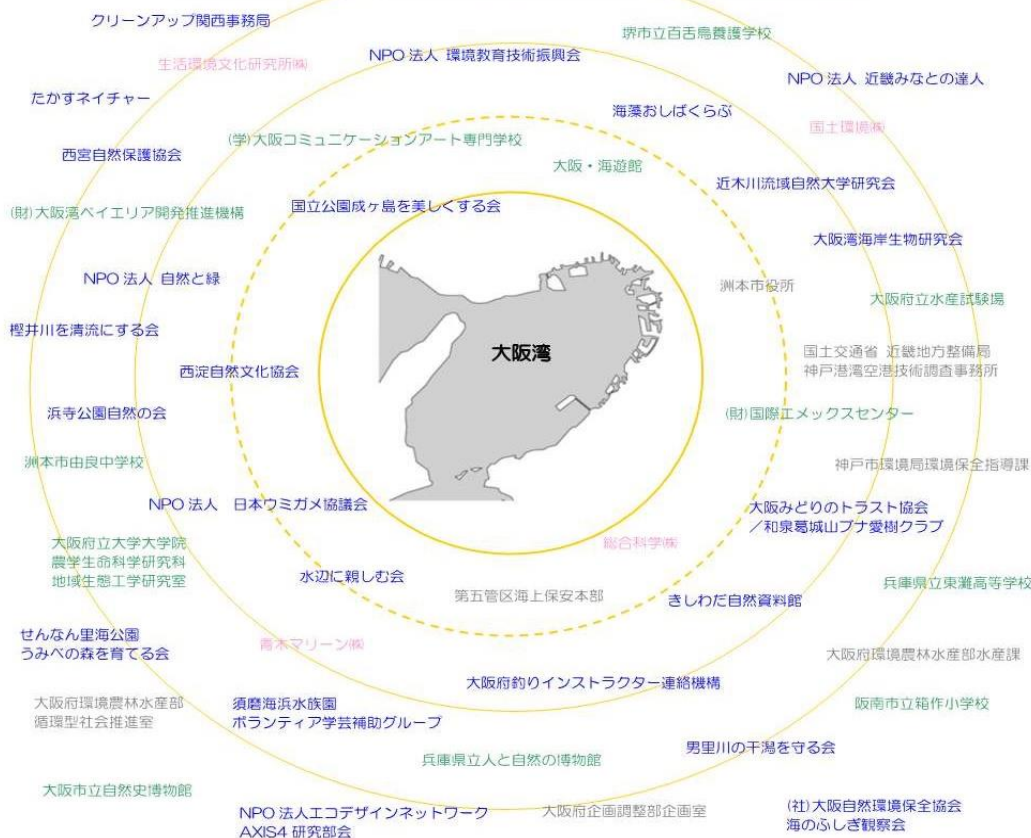 クリーンアップ関西事務局
堺市立百舌鳥養護学校
NPO 法人 環境教育技術振興会
生活環境文化研究所㈱
NPO 法人 近畿みなとの達人
たかすネイチャー
海藻おしばくらぶ
国土環境㈱
(学)大阪コミュニケーションアート専門学校
西宮自然保護協会
大阪・海遊館
近木川流域自然大学研究会
(財)大阪湾ベイエリア開発推進機構
国立公園成ヶ島を美しくする会
大阪湾海岸生物研究会
NPO 法人 自然と緑
洲本市役所
大阪府立水産試験場
樫井川を清流にする会
大阪湾
国土交通省 近畿地方整備局
神戸港湾空港技術調査事務所
西淀自然文化協会
浜寺公園自然の会
(財)国際エメックスセンター
洲本市由良中学校
神戸市環境局環境保全指導課
NPO 法人 日本ウミガメ協議会
大阪みどりのトラスト協会
／和泉葛城山ブナ愛樹クラブ
大阪府立大学大学院
農学生命科学研究科
地域生態工学研究室
総合科学㈱
水辺に親しむ会
第五管区海上保安本部
きしわだ自然資料館
兵庫県立東灘高等学校
せんなん里海公園
うみべの森を育てる会
青木マリーン㈱
大阪府環境農林水産部水産課
大阪府釣りインストラクター連絡機構
大阪府環境農林水産部
循環型社会推進室
須磨海浜水族園
ボランティア学芸補助グループ
阪南市立箱作小学校
男里川の干潟を守る会
兵庫県立人と自然の博物館
大阪市立自然史博物館
NPO 法人エコデザインネットワーク
AXIS4 研究部会
大阪府企画調整部企画室
(社)大阪自然環境保全協会
海のふしぎ観察会